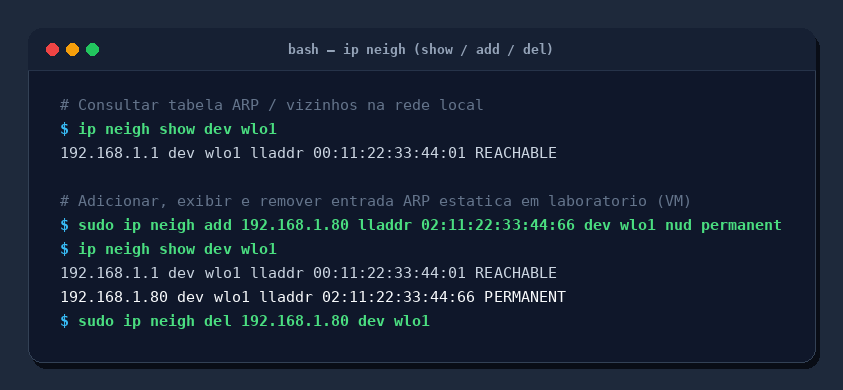 bash — ip neigh (show / add / del)
# Consultar tabela ARP / vizinhos na rede local
$ ip neigh show dev wlo1
192.168.1.1 dev wlo1 lladdr 00:11:22:33:44:01 REACHABLE
# Adicionar, exibir e remover entrada ARP estatica em laboratorio (VM)
$ sudo ip neigh add 192.168.1.80 lladdr 02:11:22:33:44:66 dev wlo1 nud permanent
$ ip neigh show dev wlo1
192.168.1.1 dev wlo1 lladdr 00:11:22:33:44:01 REACHABLE
192.168.1.80 dev wlo1 lladdr 02:11:22:33:44:66 PERMANENT
$ sudo ip neigh del 192.168.1.80 dev wlo1